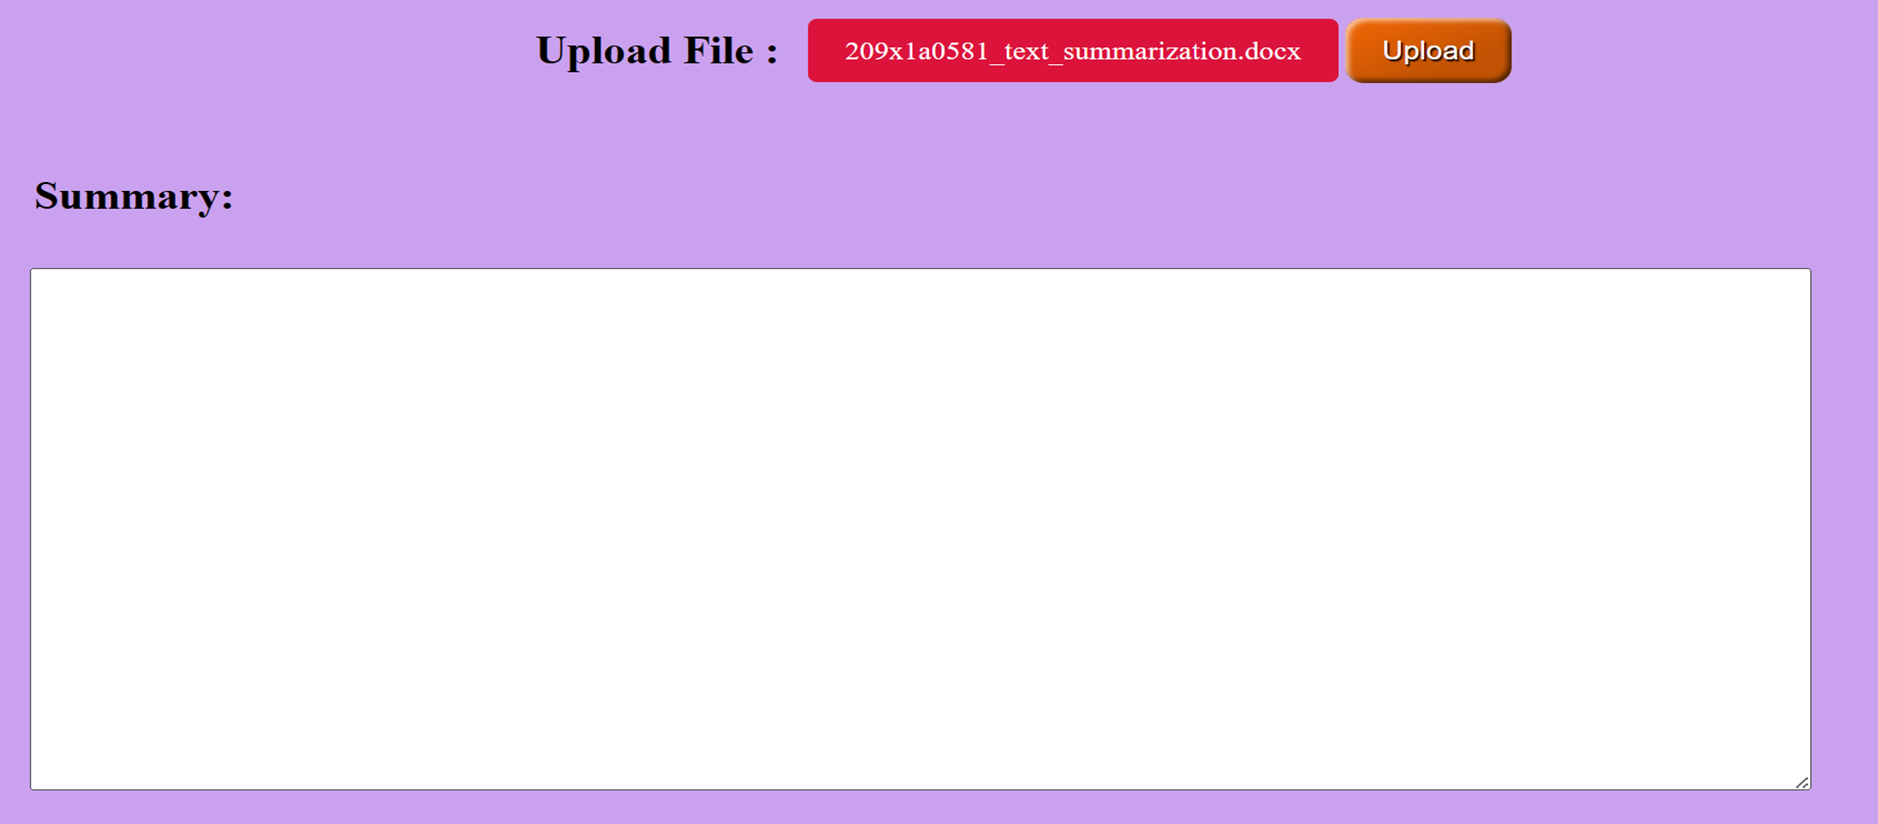 Upload File : 209x1a0581_text_summarization.docx Upload
Summary: